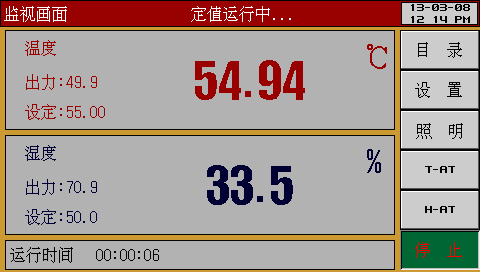 监视画面 定值运行中... 13-03-08
12 14 PM
温度 ℃
出力:49.9 54.94
设定:55.00
湿度 %
出力:70.9 33.5
设定:50.0
运行时间 00:00:06
目 录
设 置
照 明
T-AT
H-AT
停 止